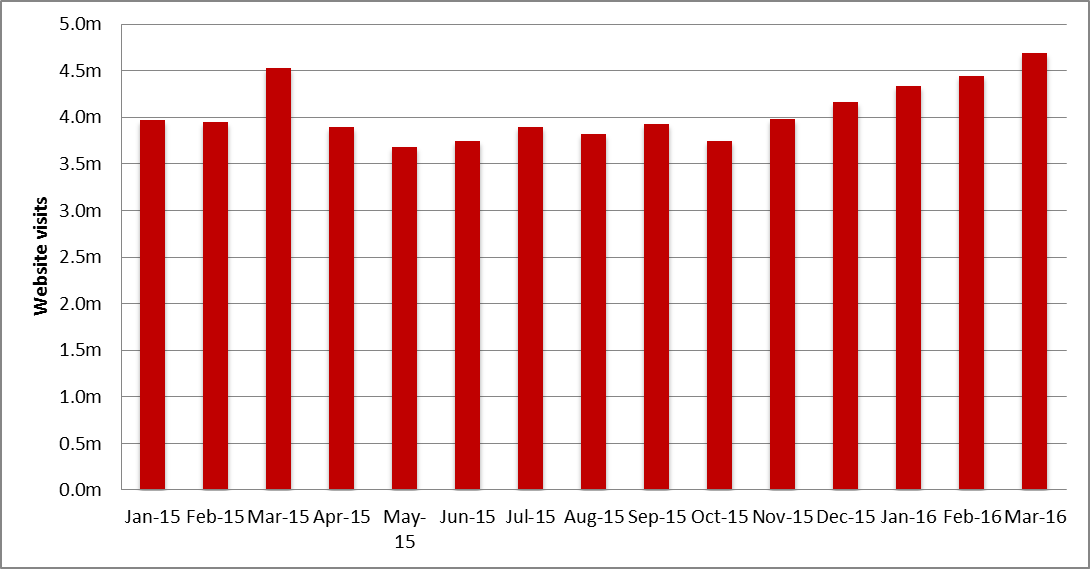 5.0m
4.5m
4.0m
3.5m
3.0m
2.5m
2.0m
1.5m
1.0m
0.5m
0.0m
Website visits
Jan-15 Feb-15 Mar-15 Apr-15 May- Jun-15 Jul-15 Aug-15 Sep-15 Oct-15 Nov-15 Dec-15 Jan-16 Feb-16 Mar-16
15